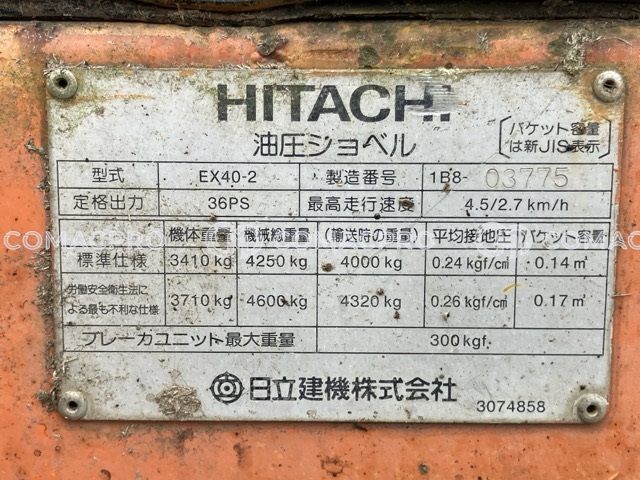 HITACHI
油圧ショベル
(バケット容量
は新JIS表示)
型式 EX40-2 製造番号 1B8-03775
定格出力 36PS 最高走行速度 4.5/2.7 km/h
機体重量 機械総重量 (輸送時の重量) 平均接地圧 バケット容量
標準仕様 3410 kg 4250 kg 4000 kg 0.24 kgf/c㎡ 0.14 m³
労働安全衛生法に
よる最も不利な仕様 3710 kg 4600 kg 4320 kg 0.26 kgf/c㎡ 0.17 m³
ブレーカユニット最大重量 300 kgf
日立建機株式会社
3074858